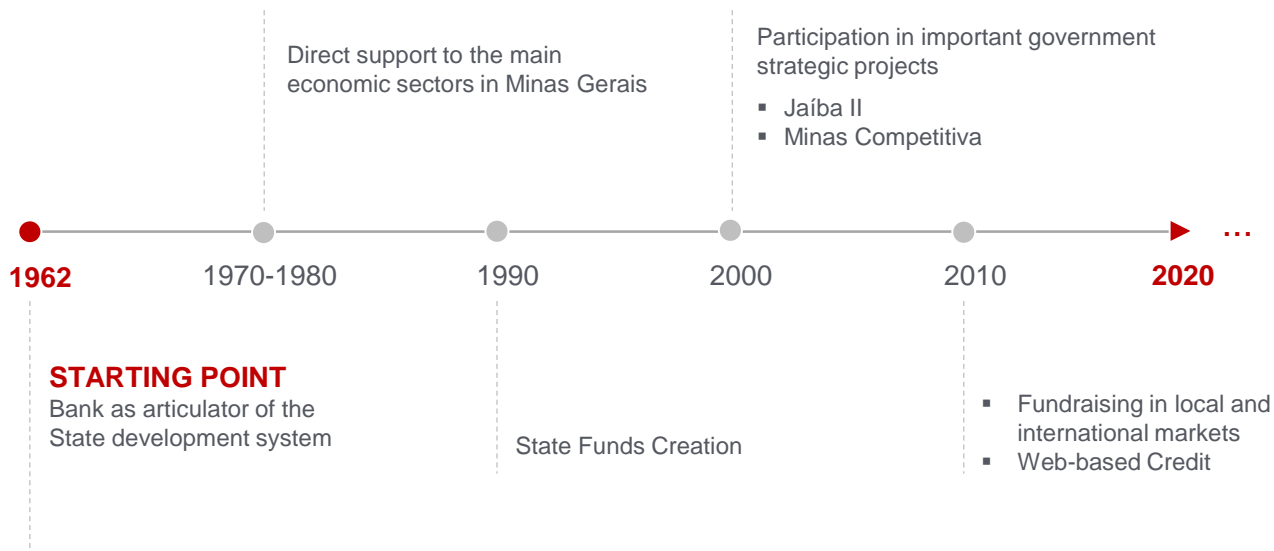 Direct support to the main
economic sectors in Minas Gerais
Participation in important government
strategic projects
▪ Jaíba II
▪ Minas Competitiva
...
1962
1970-1980
1990
2000
2010
2020
STARTING POINT
Bank as articulator of the
State development system
State Funds Creation
▪ Fundraising in local and
international markets
▪ Web-based Credit